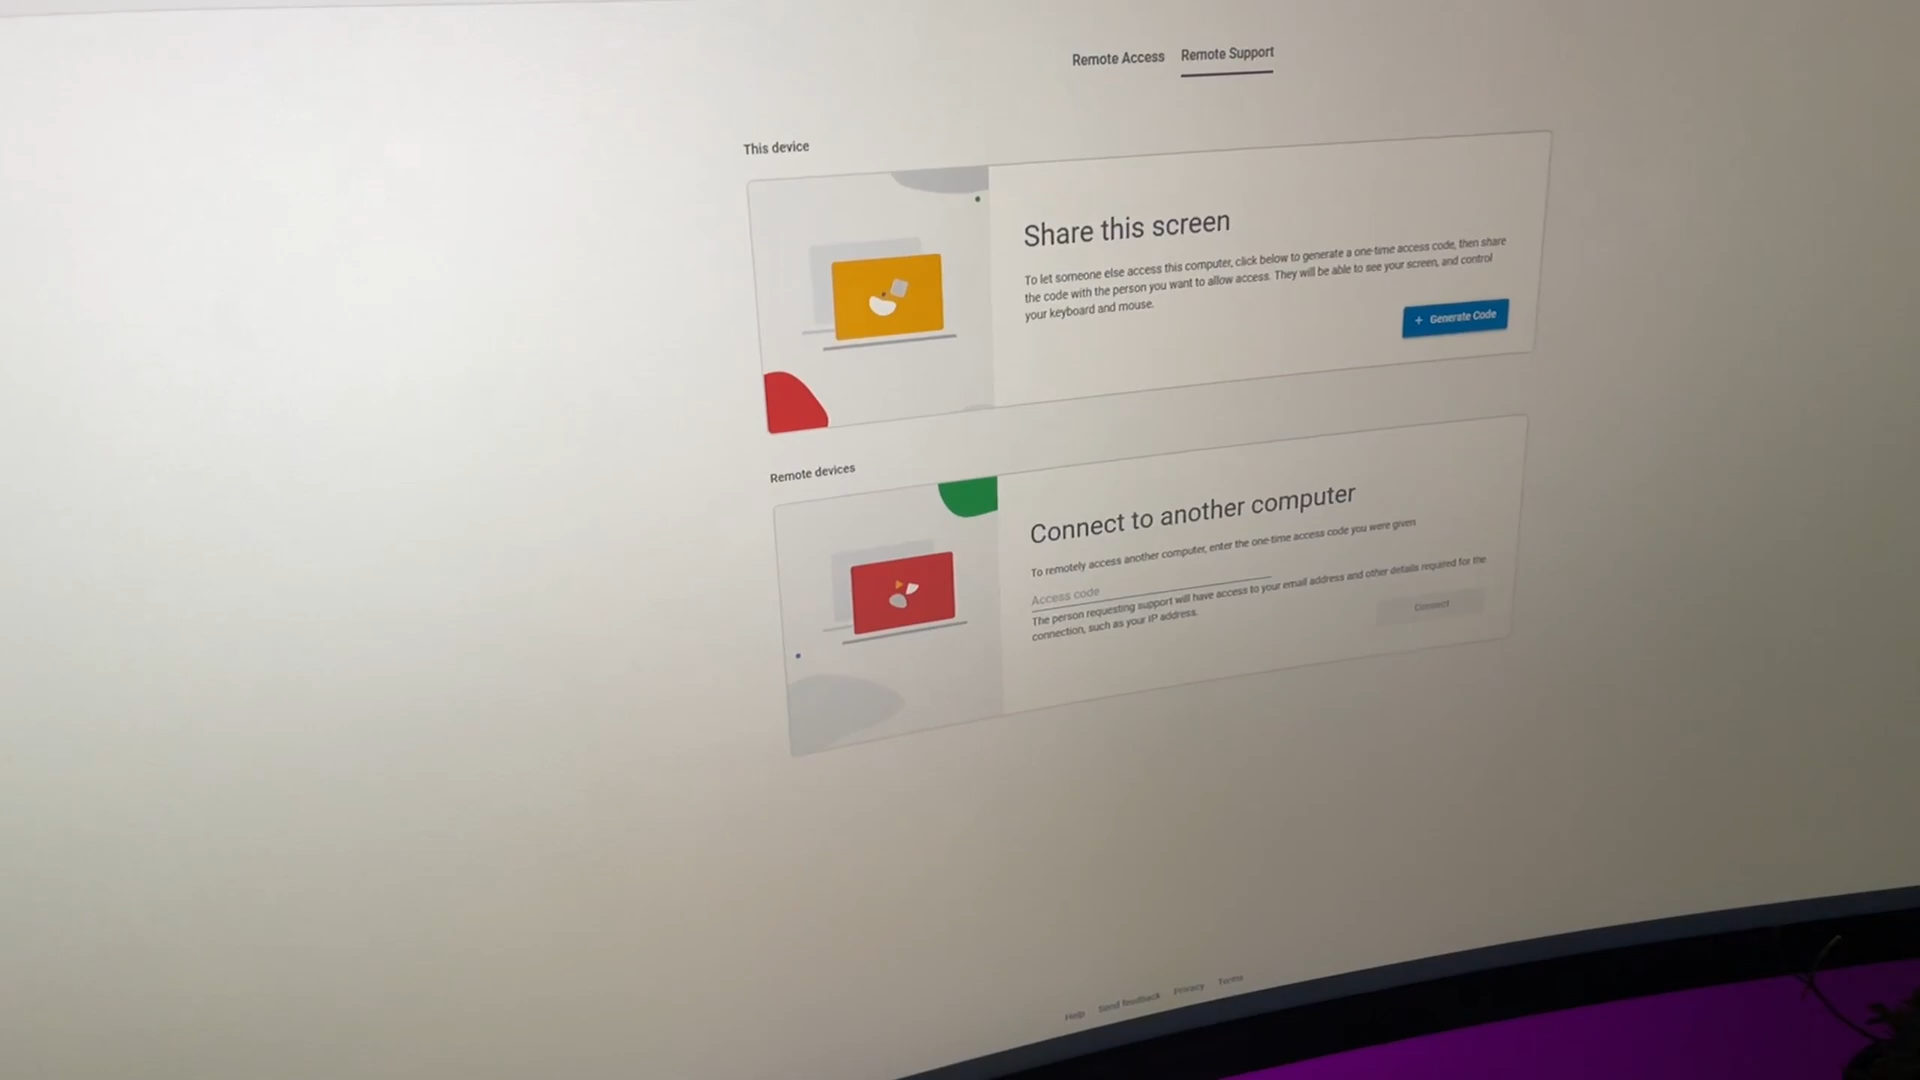 Remote Access Remote Support
This device
Share this screen
To let someone else access this computer, click below to generate a one-time access code, then share
the code with the person you want to allow access. They will be able to see your screen, and control
your keyboard and mouse.
+ Generate Code
Remote devices
Connect to another computer
To remotely access another computer, enter the one-time access code you were given
Access code
The person requesting support will have access to your email address and other details required for the
connection, such as your IP address.
Connect
Help Send feedback Privacy Terms